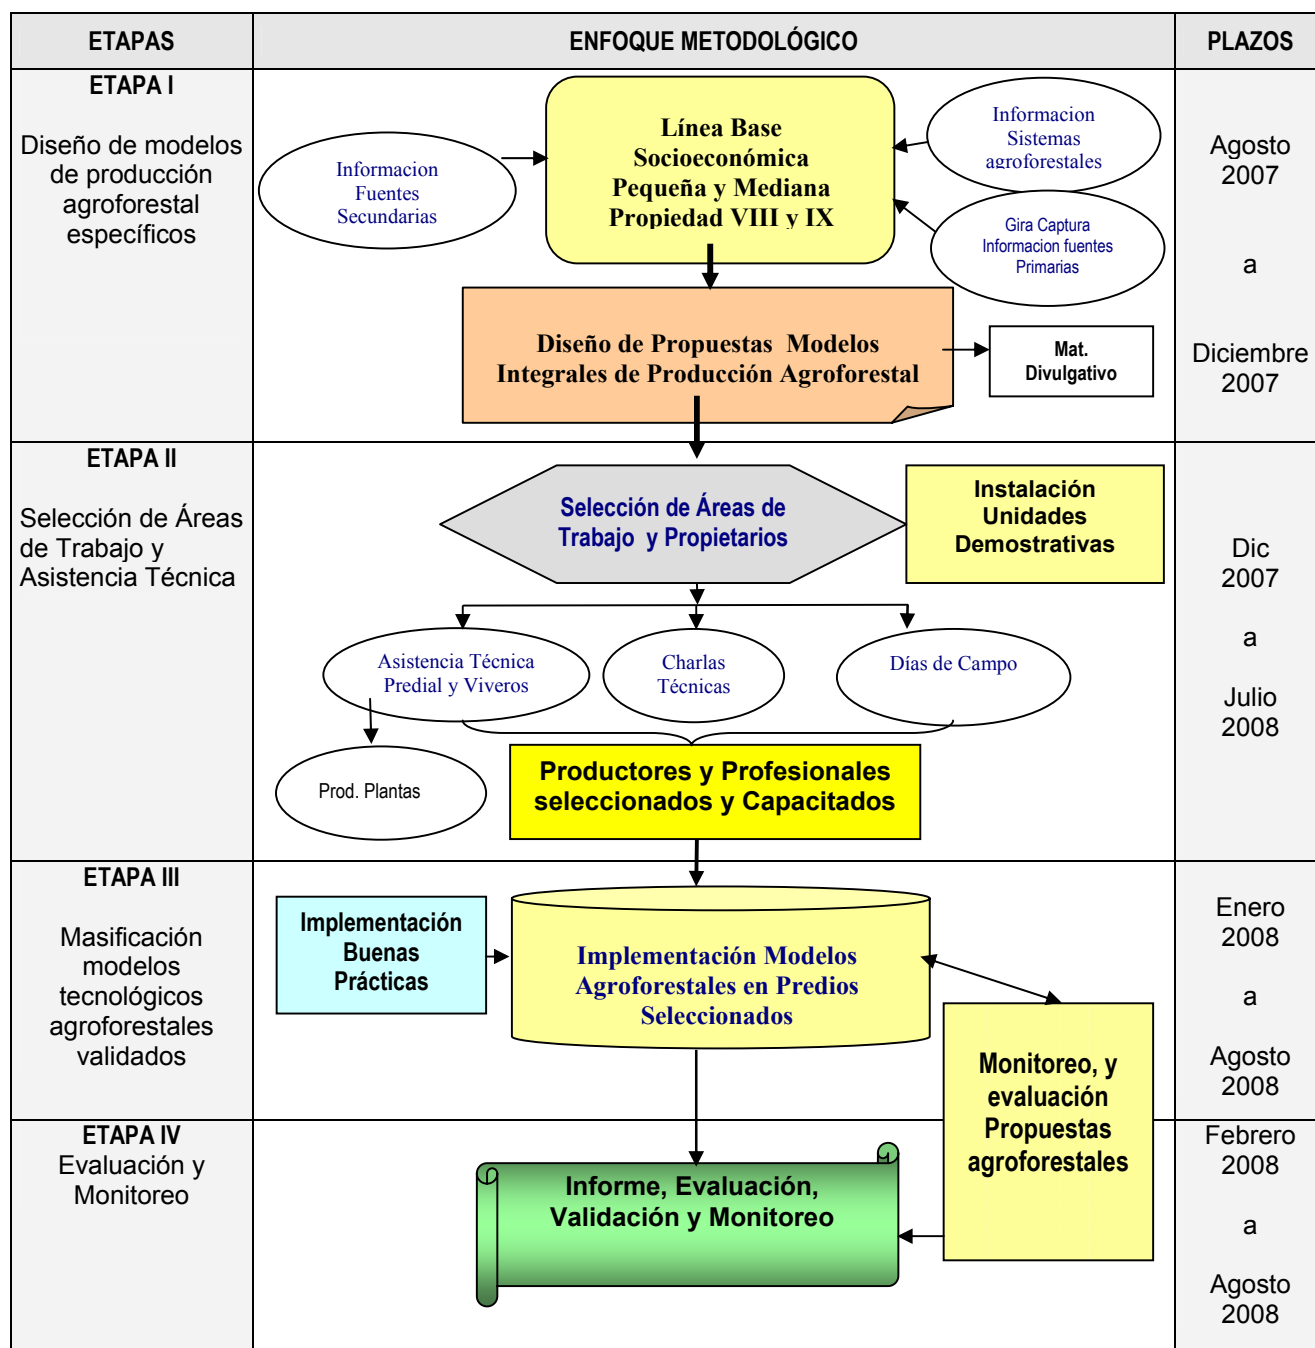 ETAPAS
ENFOQUE METODOLÓGICO
PLAZOS
ETAPA I
Diseño de modelos
de producción
agroforestal
específicos
Informacion
Fuentes
Secundarias
Línea Base
Socioeconómica
Pequeña y Mediana
Propiedad VIII y IX
Informacion
Sistemas
agroforestales
Gira Captura
Informacion fuentes
Primarias
Diseño de Propuestas Modelos
Integrales de Producción Agroforestal
Mat.
Divulgativo
Agosto
2007
a
Diciembre
2007
ETAPA II
Selección de Áreas
de Trabajo y
Asistencia Técnica
Selección de Áreas de
Trabajo y Propietarios
Instalación
Unidades
Demostrativas
Asistencia Técnica
Predial y Viveros
Charlas
Técnicas
Días de Campo
Prod. Plantas
Productores y Profesionales
seleccionados y Capacitados
Dic
2007
a
Julio
2008
ETAPA III
Masificación
modelos
tecnológicos
agroforestales
validados
Implementación
Buenas
Prácticas
Implementación Modelos
Agroforestales en Predios
Seleccionados
Monitoreo, y
evaluación
Propuestas
agroforestales
Enero
2008
a
Agosto
2008
ETAPA IV
Evaluación y
Monitoreo
Informe, Evaluación,
Validación y Monitoreo
Febrero
2008
a
Agosto
2008